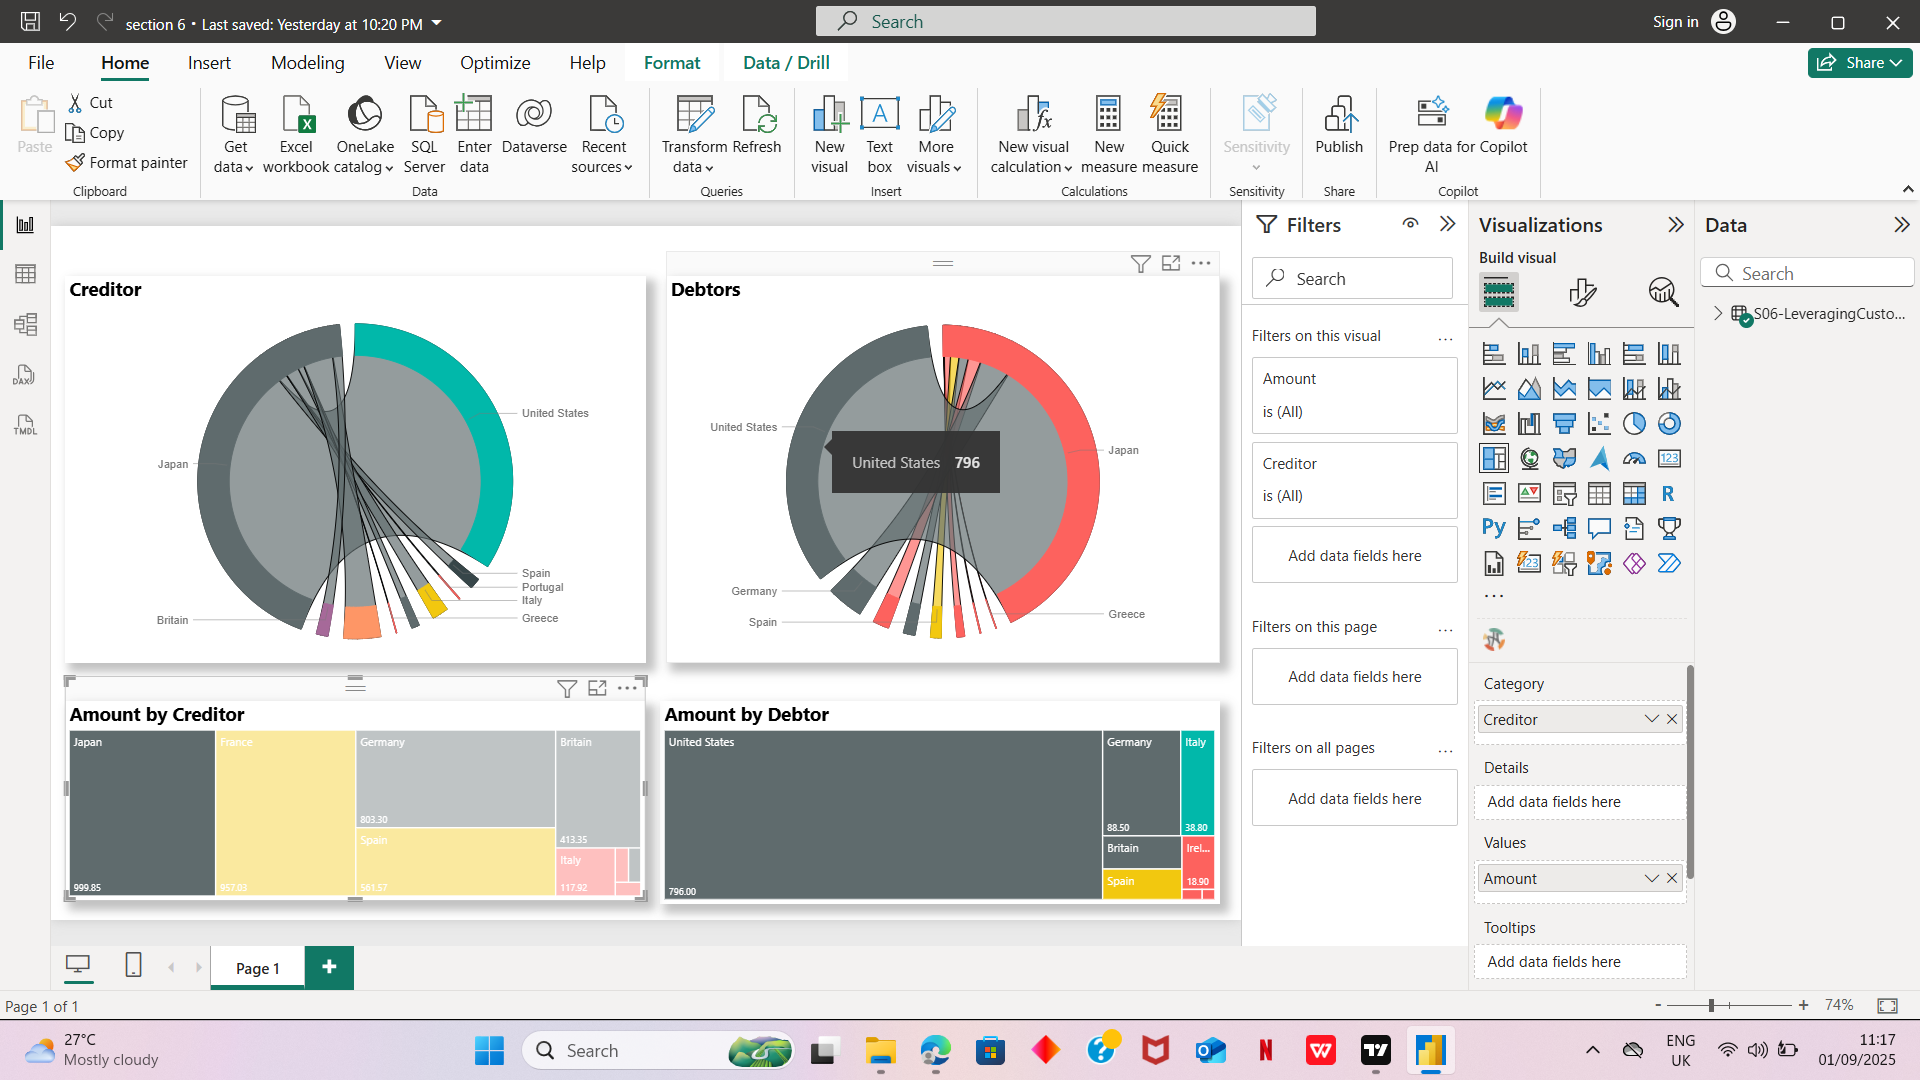 section 6 • Last saved: Yesterday at 10:20 PM
Search
Sign in
File
Home
Insert
Modeling
View
Optimize
Help
Format
Data / Drill
Share
Paste
Cut
Copy
Format painter
Clipboard
Get data
Excel workbook
OneLake catalog
SQL Server
Enter data
Dataverse
Recent sources
Data
Transform data
Refresh
Queries
New visual
Text box
More visuals
Insert
New visual calculation
New measure
Quick measure
Calculations
Sensitivity
Sensitivity
Publish
Share
Prep data for AI
Copilot
Copilot
DAX
TMDL
Creditor
United States
Japan
Spain
Portugal
Italy
Greece
Britain
Debtors
United States
Japan
Germany
Spain
Greece
United States 796
Amount by Creditor
Japan
999.85
France
957.03
Germany
803.30
Spain
561.57
Britain
413.35
Italy
117.92
Amount by Debtor
United States
796.00
Germany
88.50
Italy
38.80
Britain
Spain
Irel...
18.90
Filters
Search
Filters on this visual
...
Amount
is (All)
Creditor
is (All)
Add data fields here
Filters on this page
...
Add data fields here
Filters on all pages
...
Add data fields here
Visualizations
Build visual
123
R
Py
123
...
Category
Creditor
Details
Add data fields here
Values
Amount
Tooltips
Add data fields here
Data
Search
S06-LeveragingCusto...
Page 1
+
Page 1 of 1
- + 74%
27°C
Mostly cloudy
Search
ENG
UK
11:17
01/09/2025